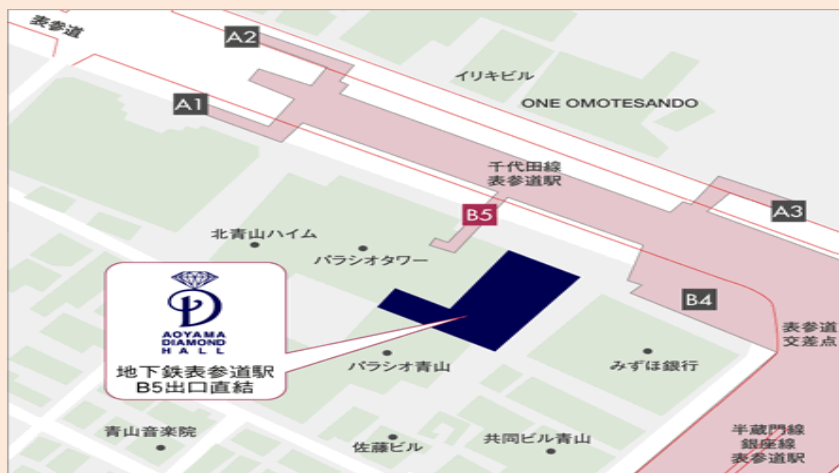 表参道
A2
イリキビル
A1
ONE OMOTESANDO
千代田線
表参道駅
B5
A3
北青山ハイム
パラシオタワー
B4
D
AOYAMA
DIAMOND
HALL
地下鉄表参道駅
B5出口直結
表参道
交差点
パラシオ青山
みずほ銀行
青山音楽院
佐藤ビル
共同ビル青山
半蔵門線
銀座線
表参道駅